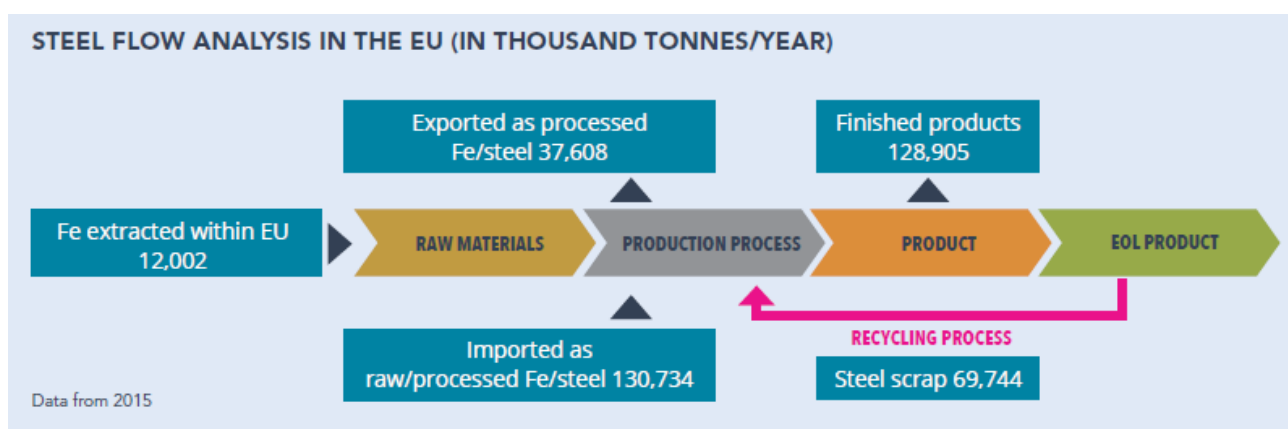 STEEL FLOW ANALYSIS IN THE EU (IN THOUSAND TONNES/YEAR)
Exported as processed
Fe/steel 37,608
Finished products
128,905
Fe extracted within EU
12,002
RAW MATERIALS
PRODUCTION PROCESS
PRODUCT
EOL PRODUCT
Imported as
raw/processed Fe/steel 130,734
RECYCLING PROCESS
Steel scrap 69,744
Data from 2015